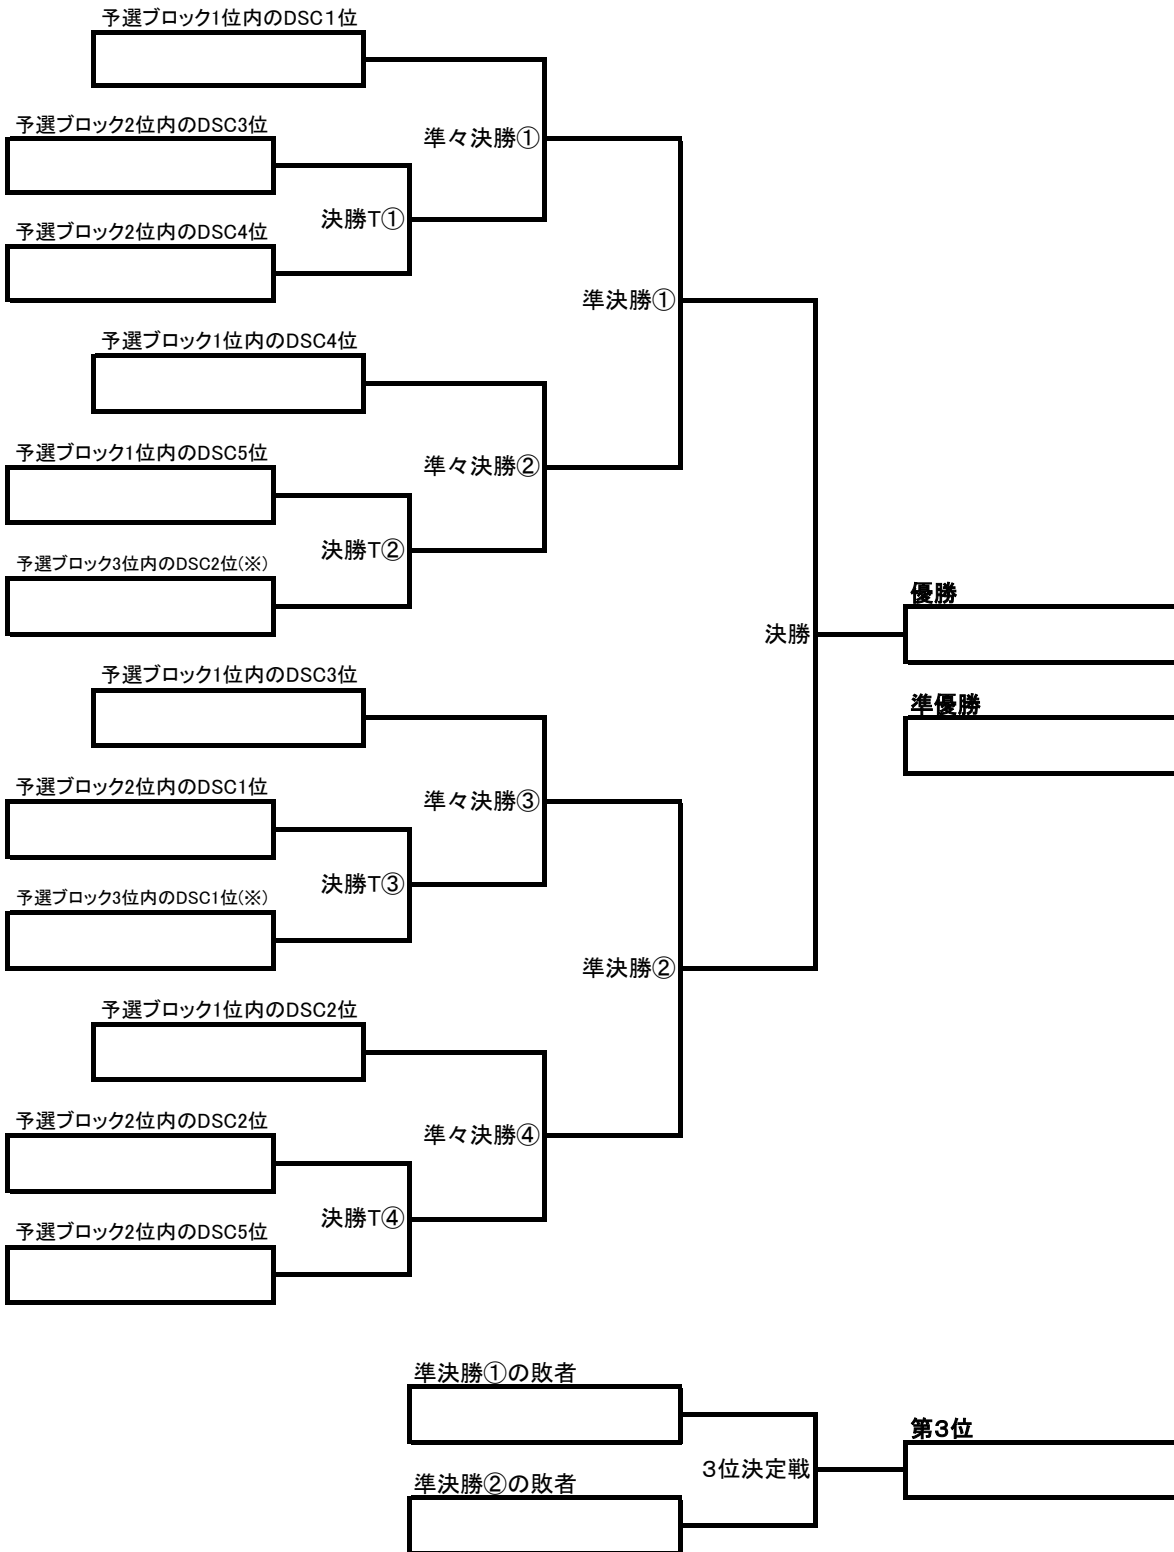 予選ブロック1位内のDSC１位
予選ブロック2位内のDSC3位
準々決勝①
決勝T①
予選ブロック2位内のDSC4位
準決勝①
予選ブロック1位内のDSC4位
予選ブロック1位内のDSC5位
準々決勝②
決勝T②
予選ブロック3位内のDSC2位(※)
優勝
決勝
予選ブロック1位内のDSC3位
準優勝
予選ブロック2位内のDSC1位
準々決勝③
決勝T③
予選ブロック3位内のDSC1位(※)
準決勝②
予選ブロック1位内のDSC2位
予選ブロック2位内のDSC2位
準々決勝④
決勝T④
予選ブロック2位内のDSC5位
準決勝①の敗者
第３位
３位決定戦
準決勝②の敗者